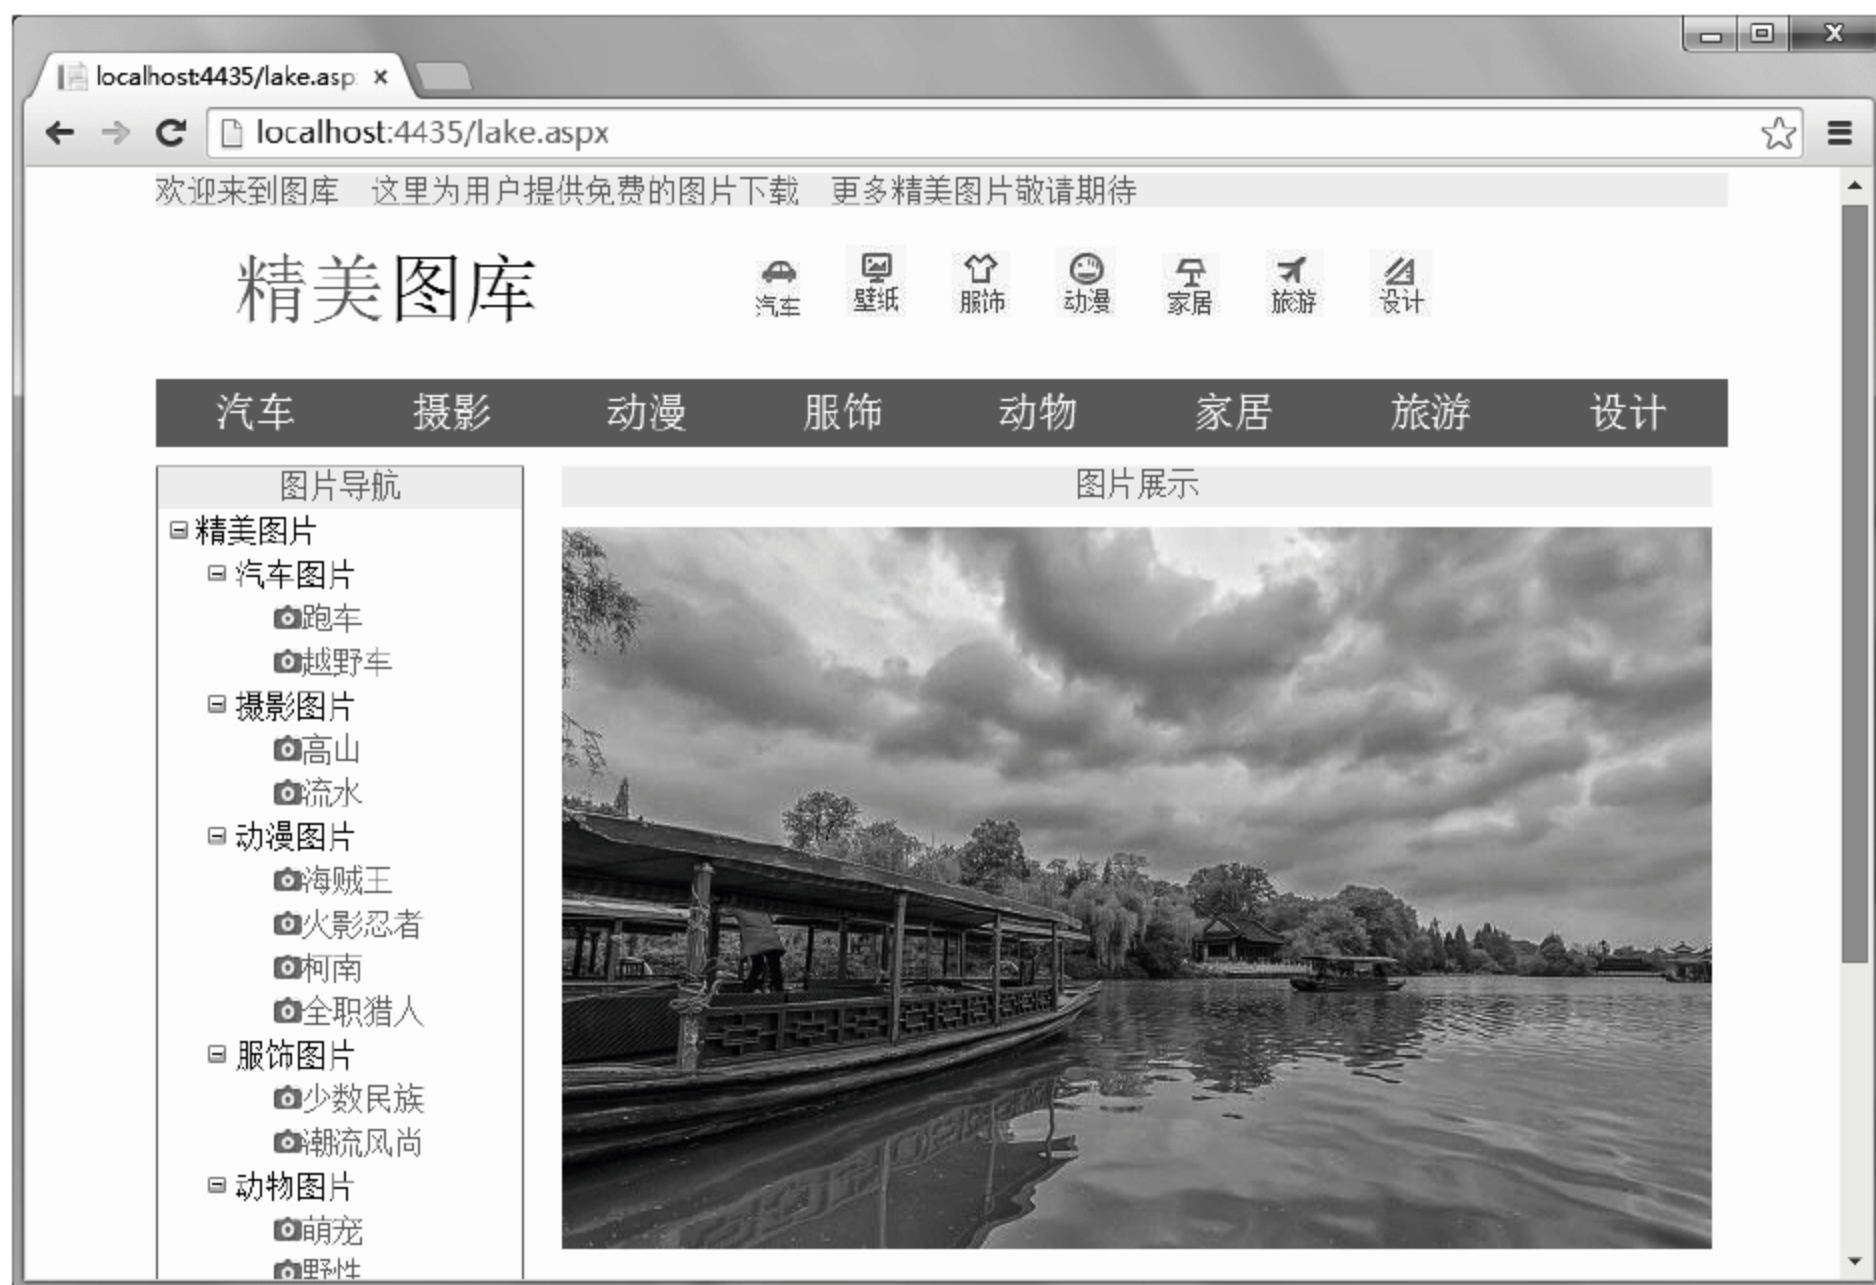 localhost:4435/lake.asp
localhost:4435/lake.aspx
欢迎来到图库 这里为用户提供免费的图片下载 更多精美图片敬请期待
精美图库
汽车 壁纸 服饰 动漫 家居 旅游 设计
汽车 摄影 动漫 服饰 动物 家居 旅游 设计
图片导航
精美图片
汽车图片
跑车
越野车
摄影图片
高山
流水
动漫图片
海贼王
火影忍者
柯南
全职猎人
服饰图片
少数民族
潮流风尚
动物图片
萌宠
野性
图片展示